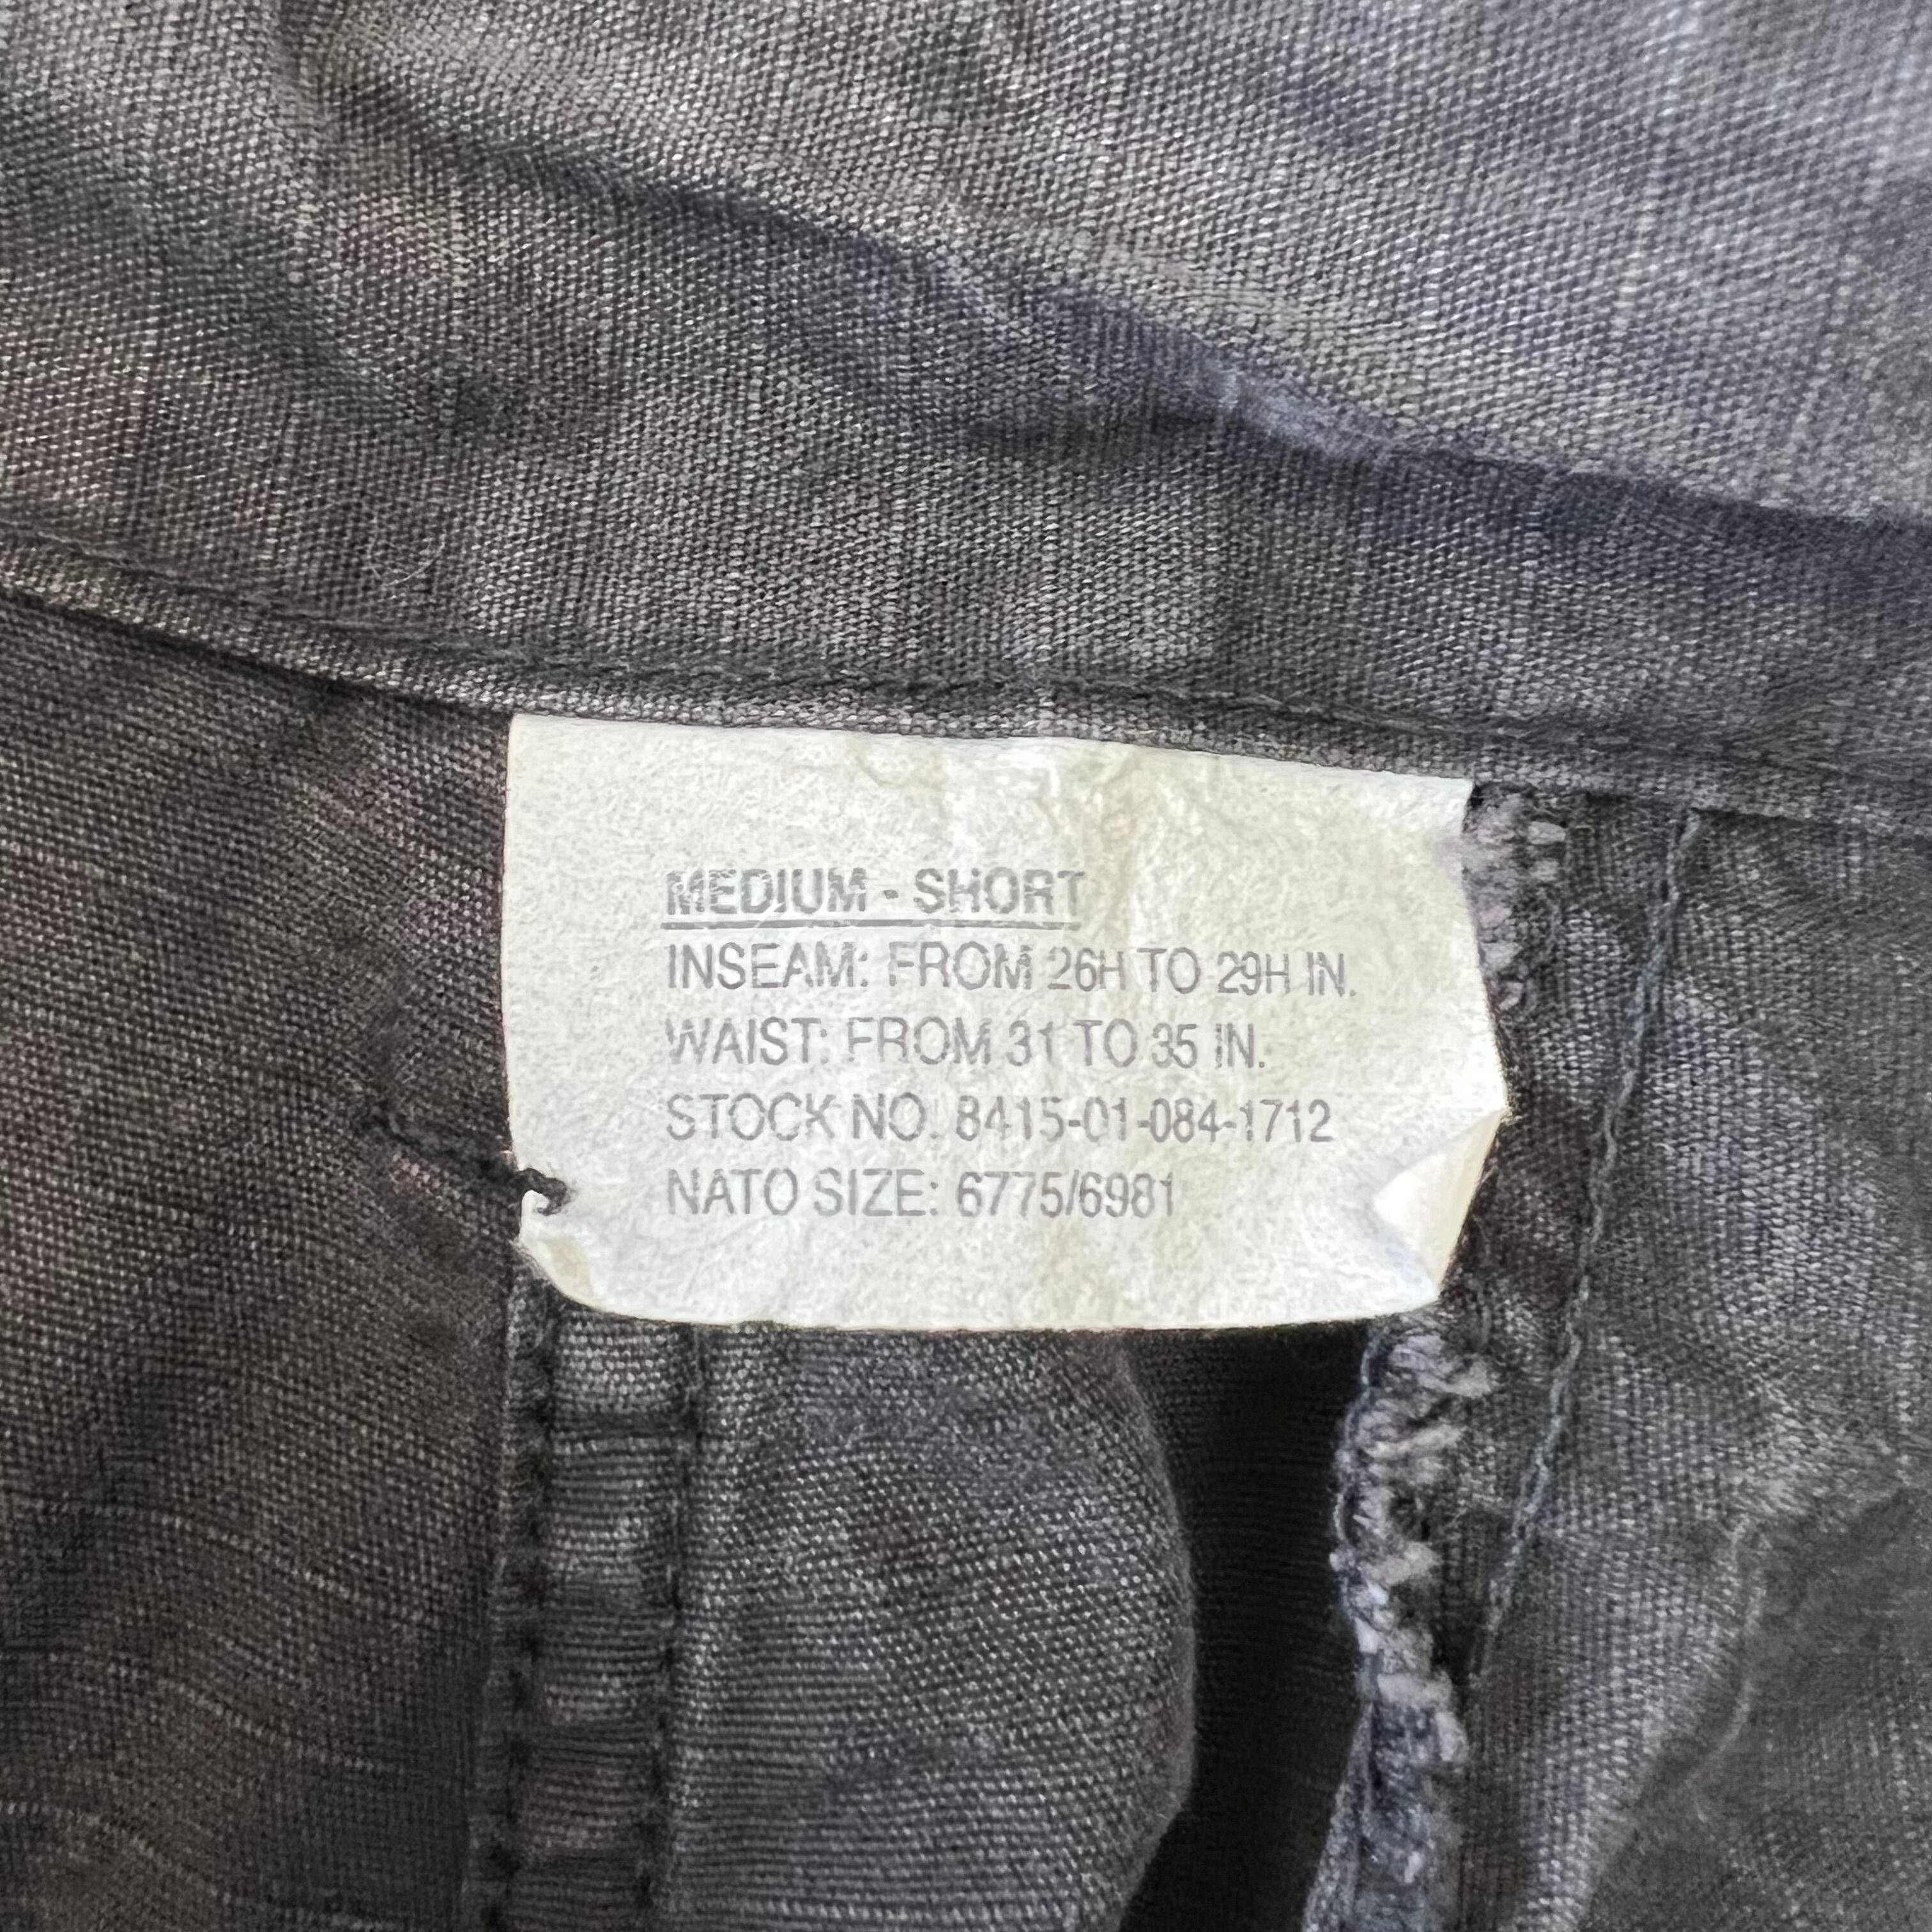 MEDIUM - SHORT
INSEAM: FROM 26H TO 29H IN.
WAIST: FROM 31 TO 35 IN.
STOCK NO. 8415-01-084-1712
NATO SIZE: 6775/6981